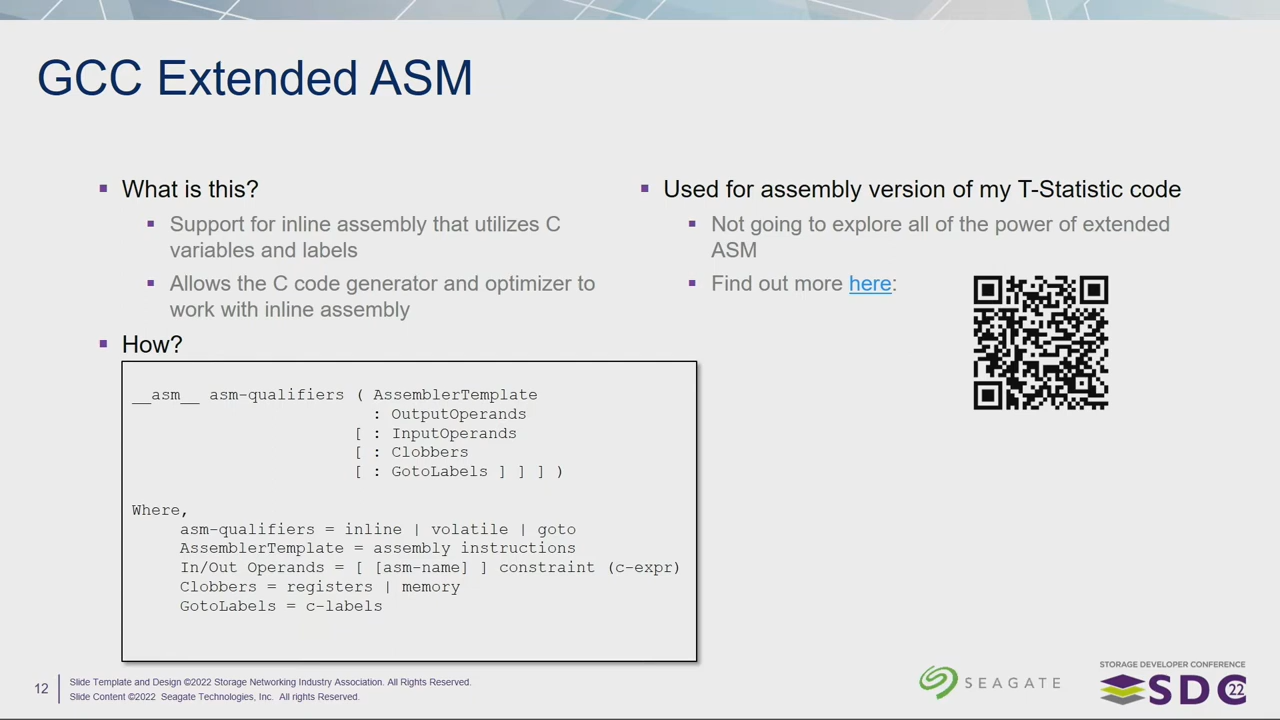 GCC Extended ASM
▪ What is this?
▪ Support for inline assembly that utilizes C
variables and labels
▪ Allows the C code generator and optimizer to
work with inline assembly
▪ How?
__asm__ asm-qualifiers ( AssemblerTemplate
: OutputOperands
[ : InputOperands
[ : Clobbers
[ : GotoLabels ] ] ] )
Where,
asm-qualifiers = inline | volatile | goto
AssemblerTemplate = assembly instructions
In/Out Operands = [ [asm-name] ] constraint (c-expr)
Clobbers = registers | memory
GotoLabels = c-labels
▪ Used for assembly version of my T-Statistic code
▪ Not going to explore all of the power of extended
ASM
▪ Find out more here:
12
Slide Template and Design ©2022 Storage Networking Industry Association. All Rights Reserved.
Slide Content ©2022 Seagate Technologies, Inc. All rights Reserved.
SEAGATE
STORAGE DEVELOPER CONFERENCE
SDC 22